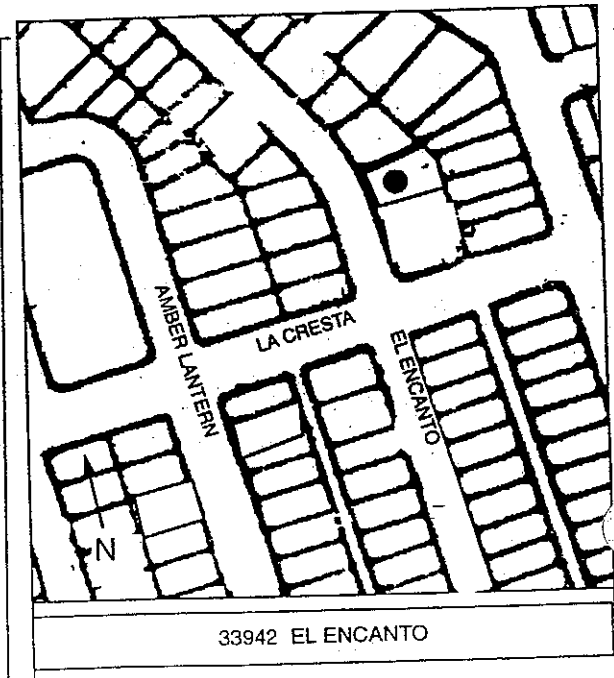 AMBER LANTERN
LA CRESTA
EL ENCANTO
N
33942 EL ENCANTO